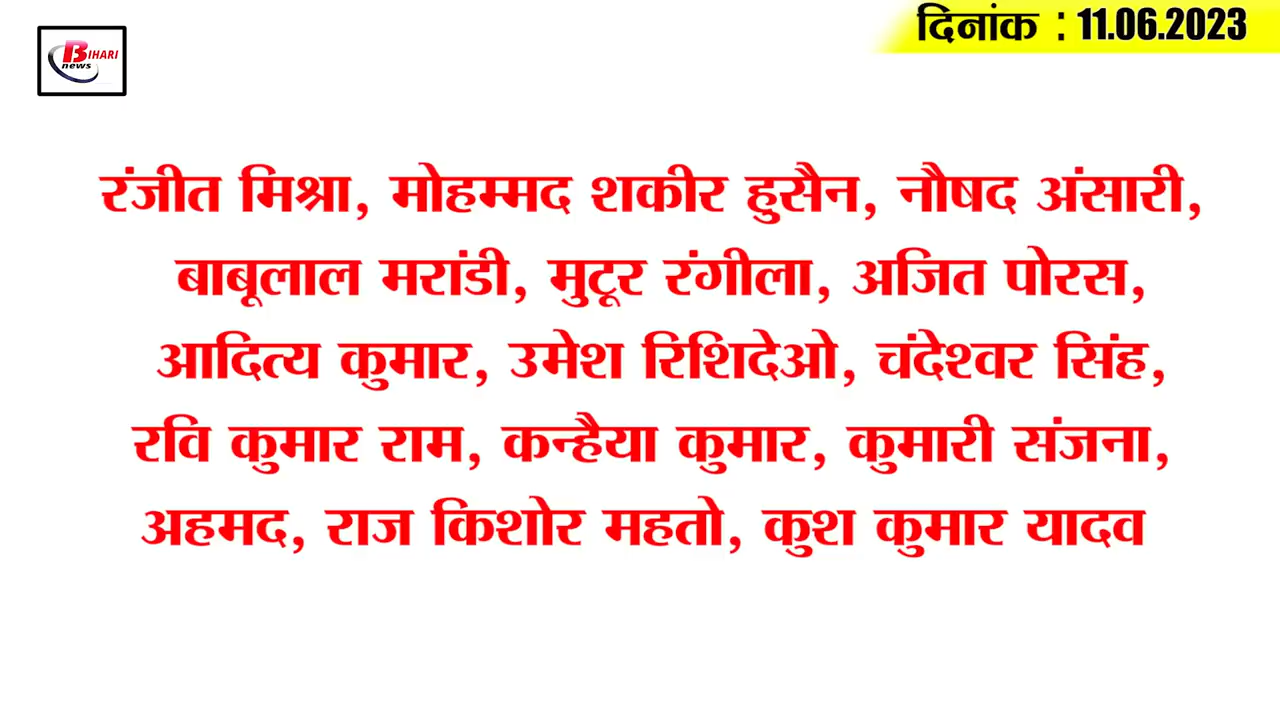 BIHARI
news
दिनांक : 11.06.2023
रंजीत मिश्रा, मोहम्मद शकीर हुसैन, नौषद अंसारी,
बाबूलाल मरांडी, मुटूर रंगीला, अजित पोरस,
आदित्य कुमार, उमेश रिशिदेओ, चंदेश्वर सिंह,
रवि कुमार राम, कन्हैया कुमार, कुमारी संजना,
अहमद, राज किशोर महतो, कुश कुमार यादव